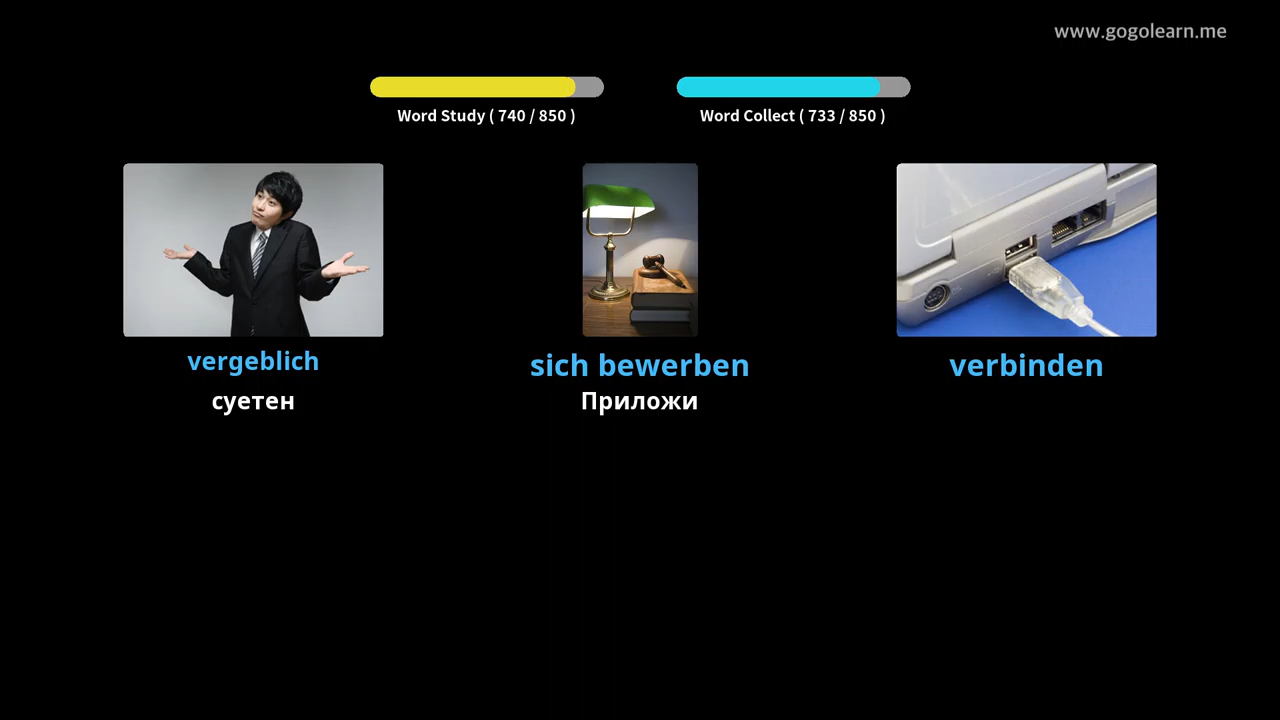 www.gogolearn.me
Word Study ( 740 / 850 )
Word Collect ( 733 / 850 )
vergeblich
суетен
sich bewerben
Приложи
verbinden